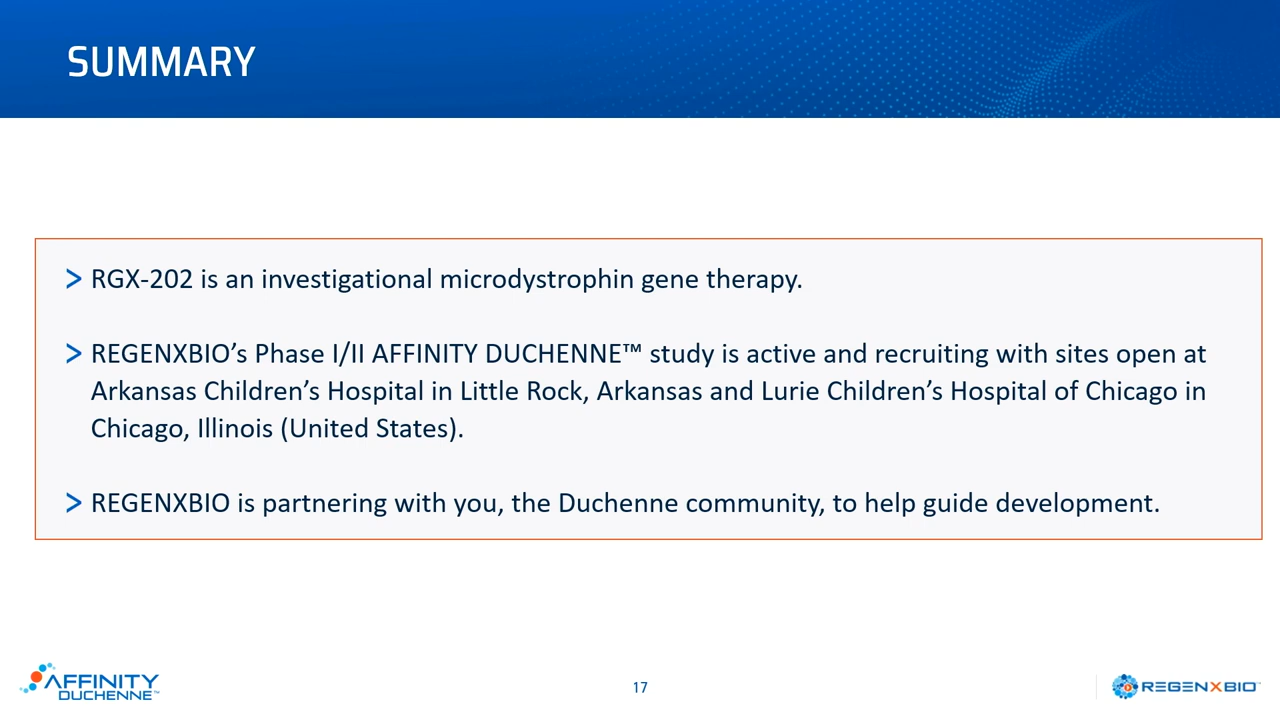 SUMMARY
> RGX-202 is an investigational microdystrophin gene therapy.
> REGENXBIO’s Phase I/II AFFINITY DUCHENNE™ study is active and recruiting with sites open at
Arkansas Children’s Hospital in Little Rock, Arkansas and Lurie Children’s Hospital of Chicago in
Chicago, Illinois (United States).
> REGENXBIO is partnering with you, the Duchenne community, to help guide development.
AFFINITY
DUCHENNE™
17
REGENXBIO™